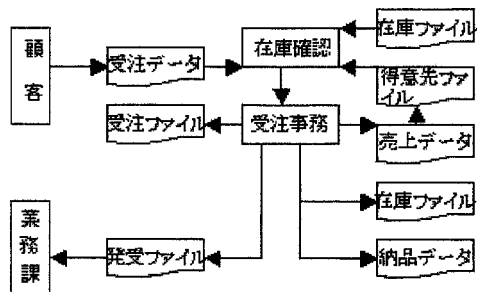 顧客
受注データ
在庫確認
在庫ファイル
得意先ファ
イル
受注ファイル
受注事務
売上データ
在庫ファイル
業務課
発受ファイル
納品データ